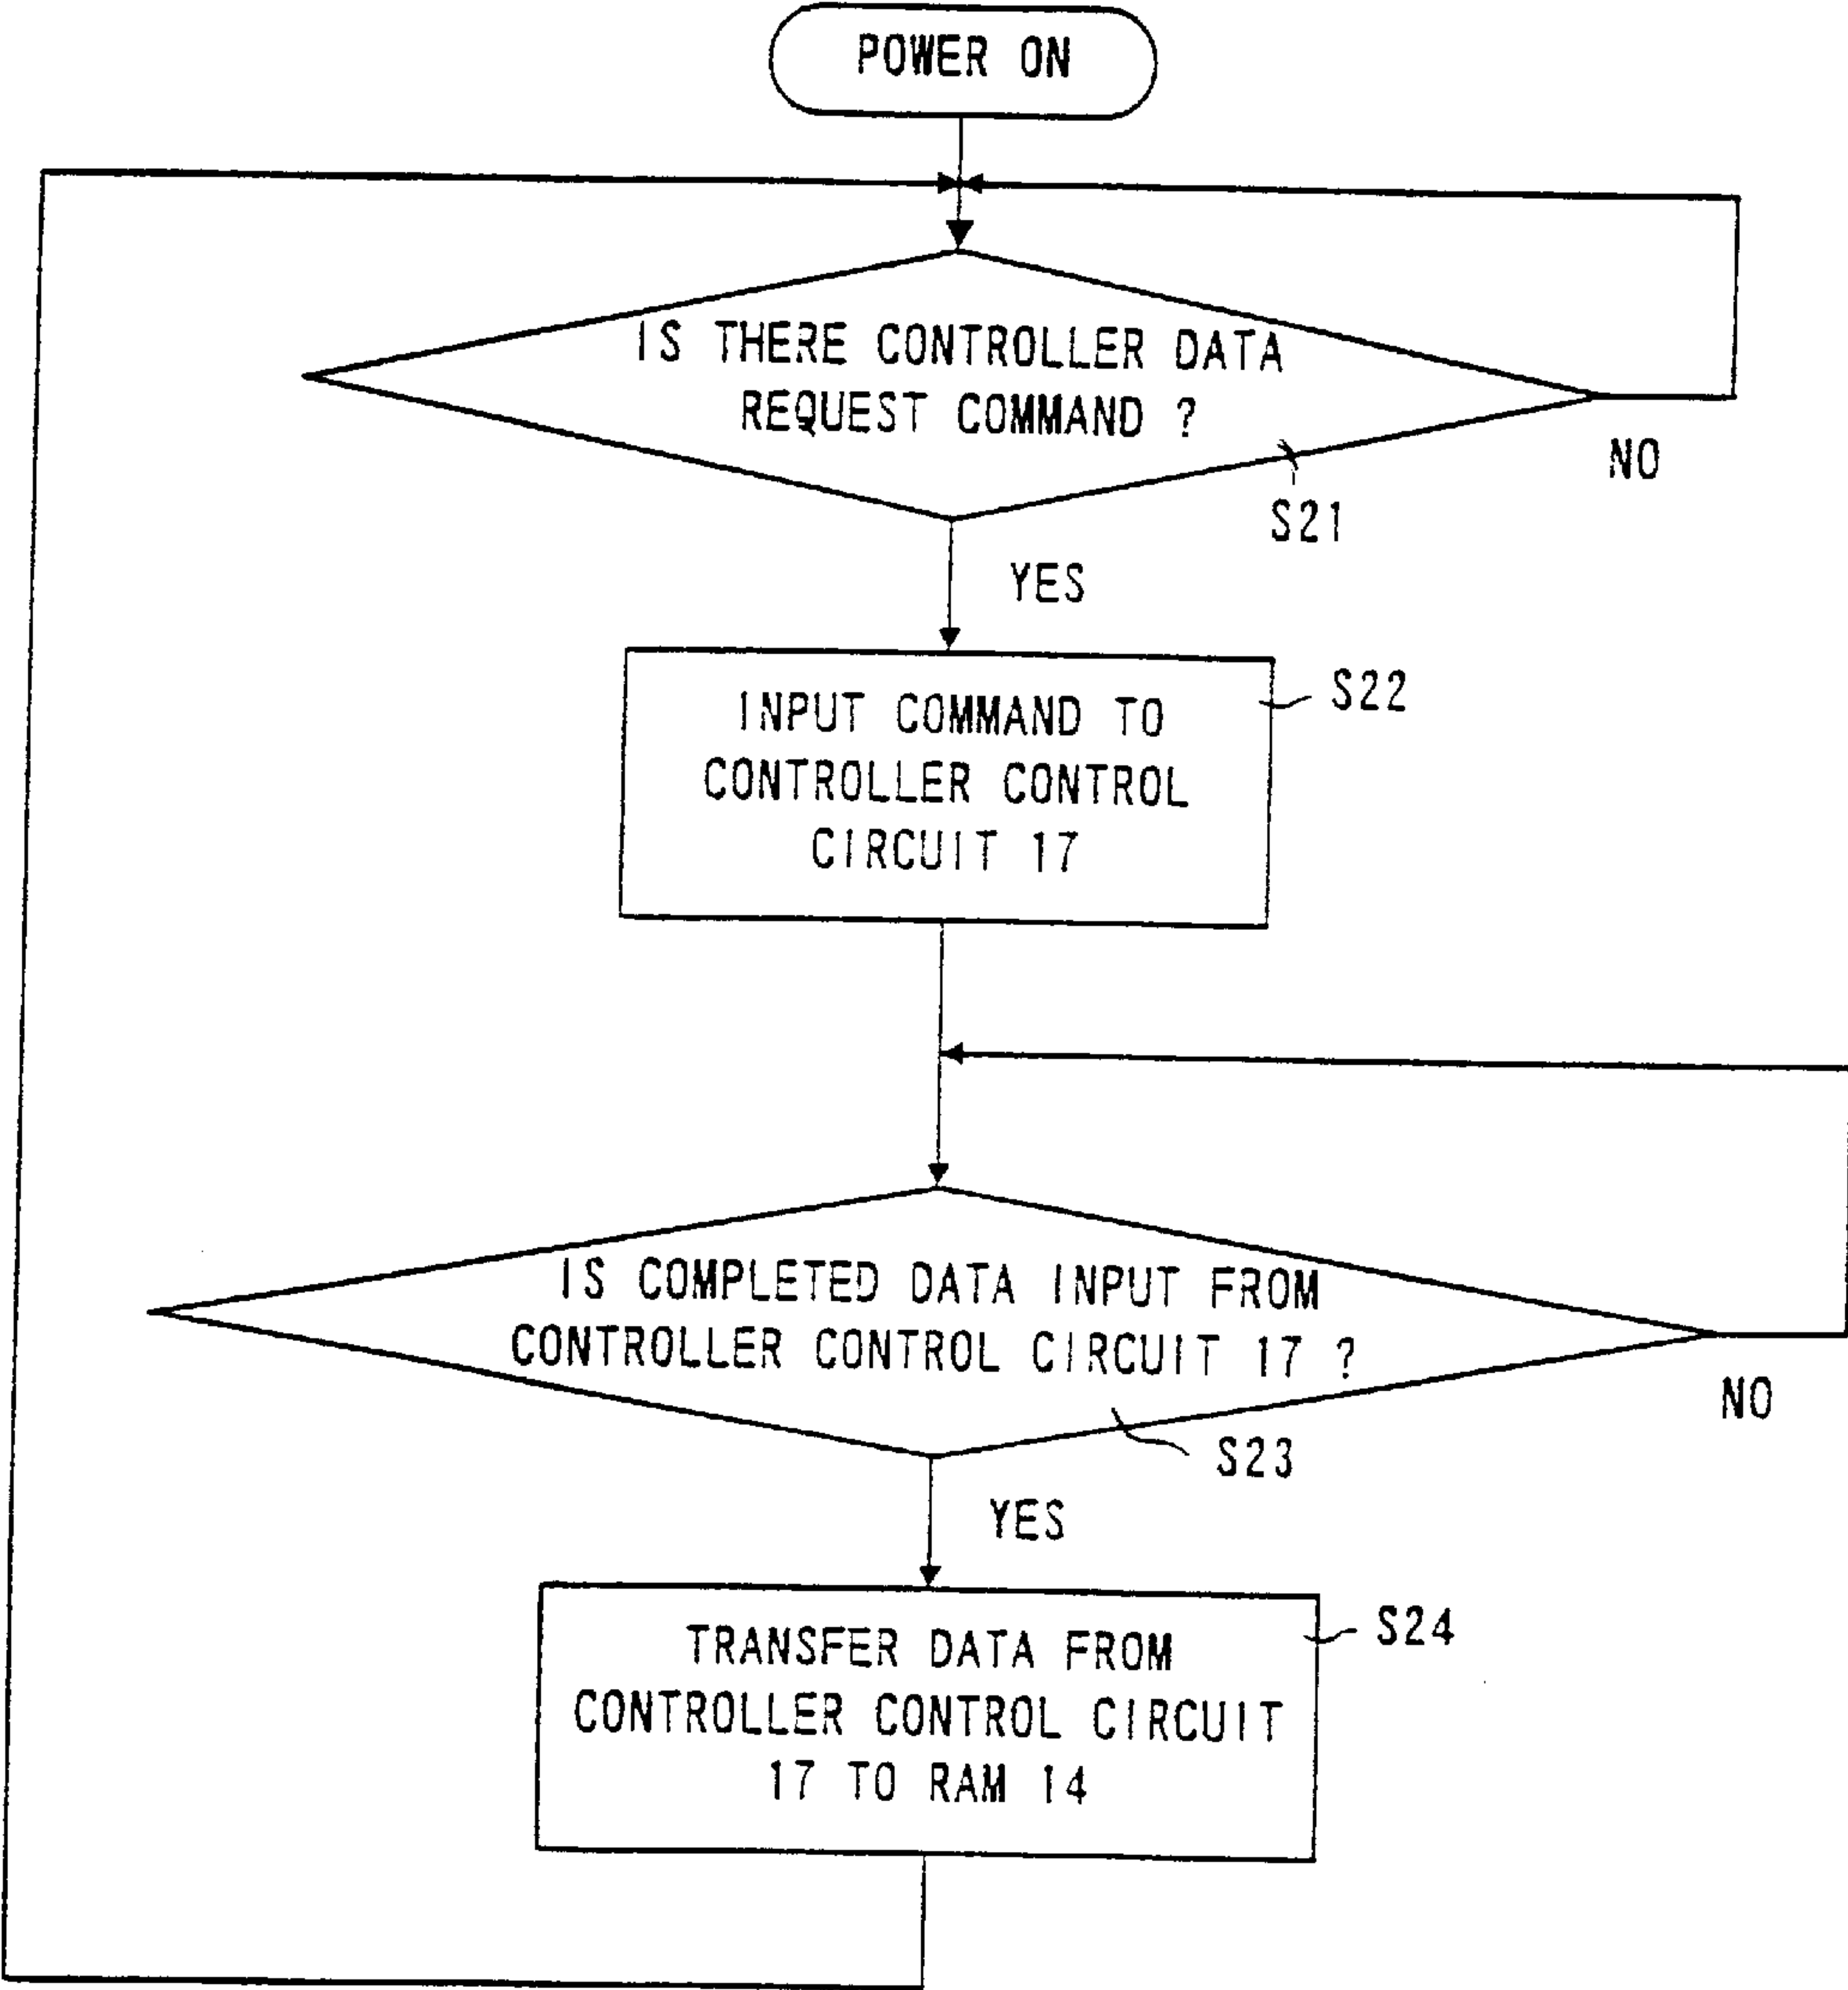 POWER ON
IS THERE CONTROLLER DATA
REQUEST COMMAND ?
NO
S21
YES
S22
INPUT COMMAND TO
CONTROLLER CONTROL
CIRCUIT 17
IS COMPLETED DATA INPUT FROM
CONTROLLER CONTROL CIRCUIT 17 ?
NO
S23
YES
S24
TRANSFER DATA FROM
CONTROLLER CONTROL CIRCUIT
17 TO RAM 14